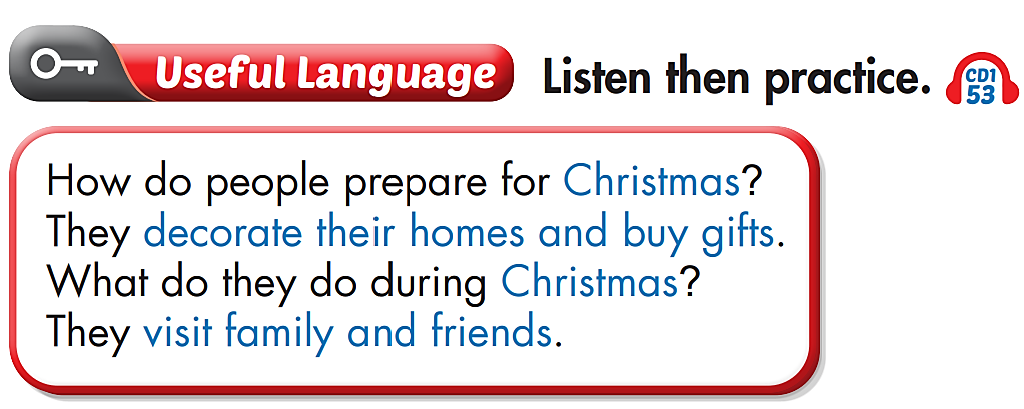 Useful Language Listen then practice. CD1
53
How do people prepare for Christmas?
They decorate their homes and buy gifts.
What do they do during Christmas?
They visit family and friends.